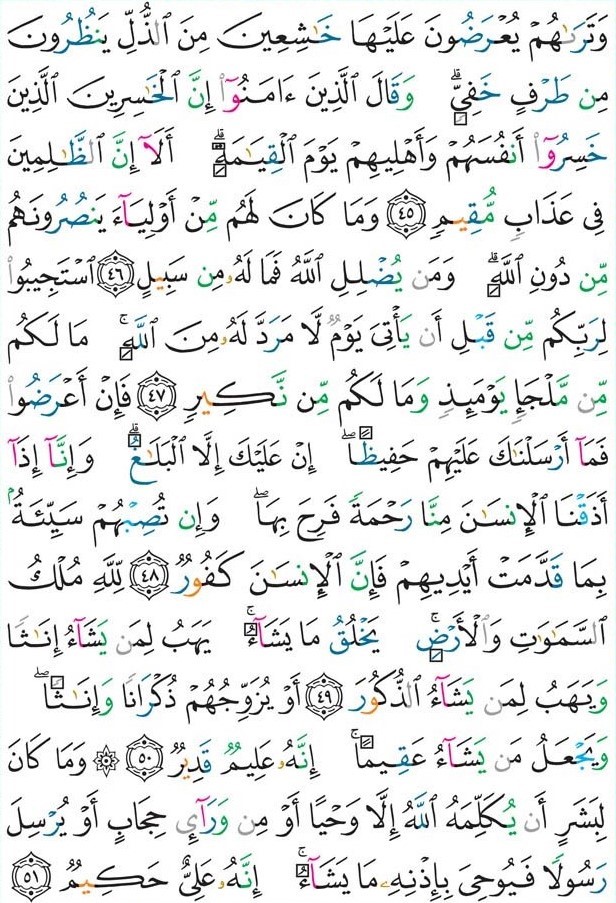 وَتَرَىٰهُمْ يُعْرَضُونَ عَلَيْهَا خَـٰشِعِينَ مِنَ ٱلذُّلِّ يَنظُرُونَ
مِن طَرْفٍ خَفِىٍّ ۗ وَقَالَ ٱلَّذِينَ ءَامَنُوٓا۟ إِنَّ ٱلْخَـٰسِرِينَ ٱلَّذِينَ
خَسِرُوٓا۟ أَنفُسَهُمْ وَأَهْلِيهِمْ يَوْمَ ٱلْقِيَـٰمَةِ ۗ أَلَآ إِنَّ ٱلظَّـٰلِمِينَ
فِى عَذَابٍ مُّقِيمٍ ﴿٤٥﴾ وَمَا كَانَ لَهُم مِّنْ أَوْلِيَآءَ يَنصُرُونَهُم
مِّن دُونِ ٱللَّهِ ۗ وَمَن يُضْلِلِ ٱللَّهُ فَمَا لَهُۥ مِن سَبِيلٍ ﴿٤٦﴾ ٱسْتَجِيبُوا۟
لِرَبِّكُم مِّن قَبْلِ أَن يَأْتِىَ يَوْمٌ لَّا مَرَدَّ لَهُۥ مِنَ ٱللَّهِ ۚ مَا لَكُم
مِّن مَّلْجَإٍ يَوْمَئِذٍ وَمَا لَكُم مِّن نَّكِيرٍ ﴿٤٧﴾ فَإِنْ أَعْرَضُوا۟
فَمَآ أَرْسَلْنَـٰكَ عَلَيْهِمْ حَفِيظًا ۖ إِنْ عَلَيْكَ إِلَّا ٱلْبَلَـٰغُ ۗ وَإِنَّآ إِذَآ
أَذَقْنَا ٱلْإِنسَـٰنَ مِنَّا رَحْمَةً فَرِحَ بِهَا ۖ وَإِن تُصِبْهُمْ سَيِّئَةٌۢ
بِمَا قَدَّمَتْ أَيْدِيهِمْ فَإِنَّ ٱلْإِنسَـٰنَ كَفُورٌ ﴿٤٨﴾ لِّلَّهِ مُلْكُ
ٱلسَّمَـٰوَٰتِ وَٱلْأَرْضِ ۚ يَخْلُقُ مَا يَشَآءُ ۚ يَهَبُ لِمَن يَشَآءُ إِنَـٰثًا
وَيَهَبُ لِمَن يَشَآءُ ٱلذُّكُورَ ﴿٤٩﴾ أَوْ يُزَوِّجُهُمْ ذُكْرَانًا وَإِنَـٰثًا ۖ
وَيَجْعَلُ مَن يَشَآءُ عَقِيمًا ۚ إِنَّهُۥ عَلِيمٌ قَدِيرٌ ﴿٥٠﴾ ۞ وَمَا كَانَ
لِبَشَرٍ أَن يُكَلِّمَهُ ٱللَّهُ إِلَّا وَحْيًا أَوْ مِن وَرَآئِ حِجَابٍ أَوْ يُرْسِلَ
رَسُولًا فَيُوحِىَ بِإِذْنِهِۦ مَا يَشَآءُ ۚ إِنَّهُۥ عَلِىٌّ حَكِيمٌ ﴿٥١﴾